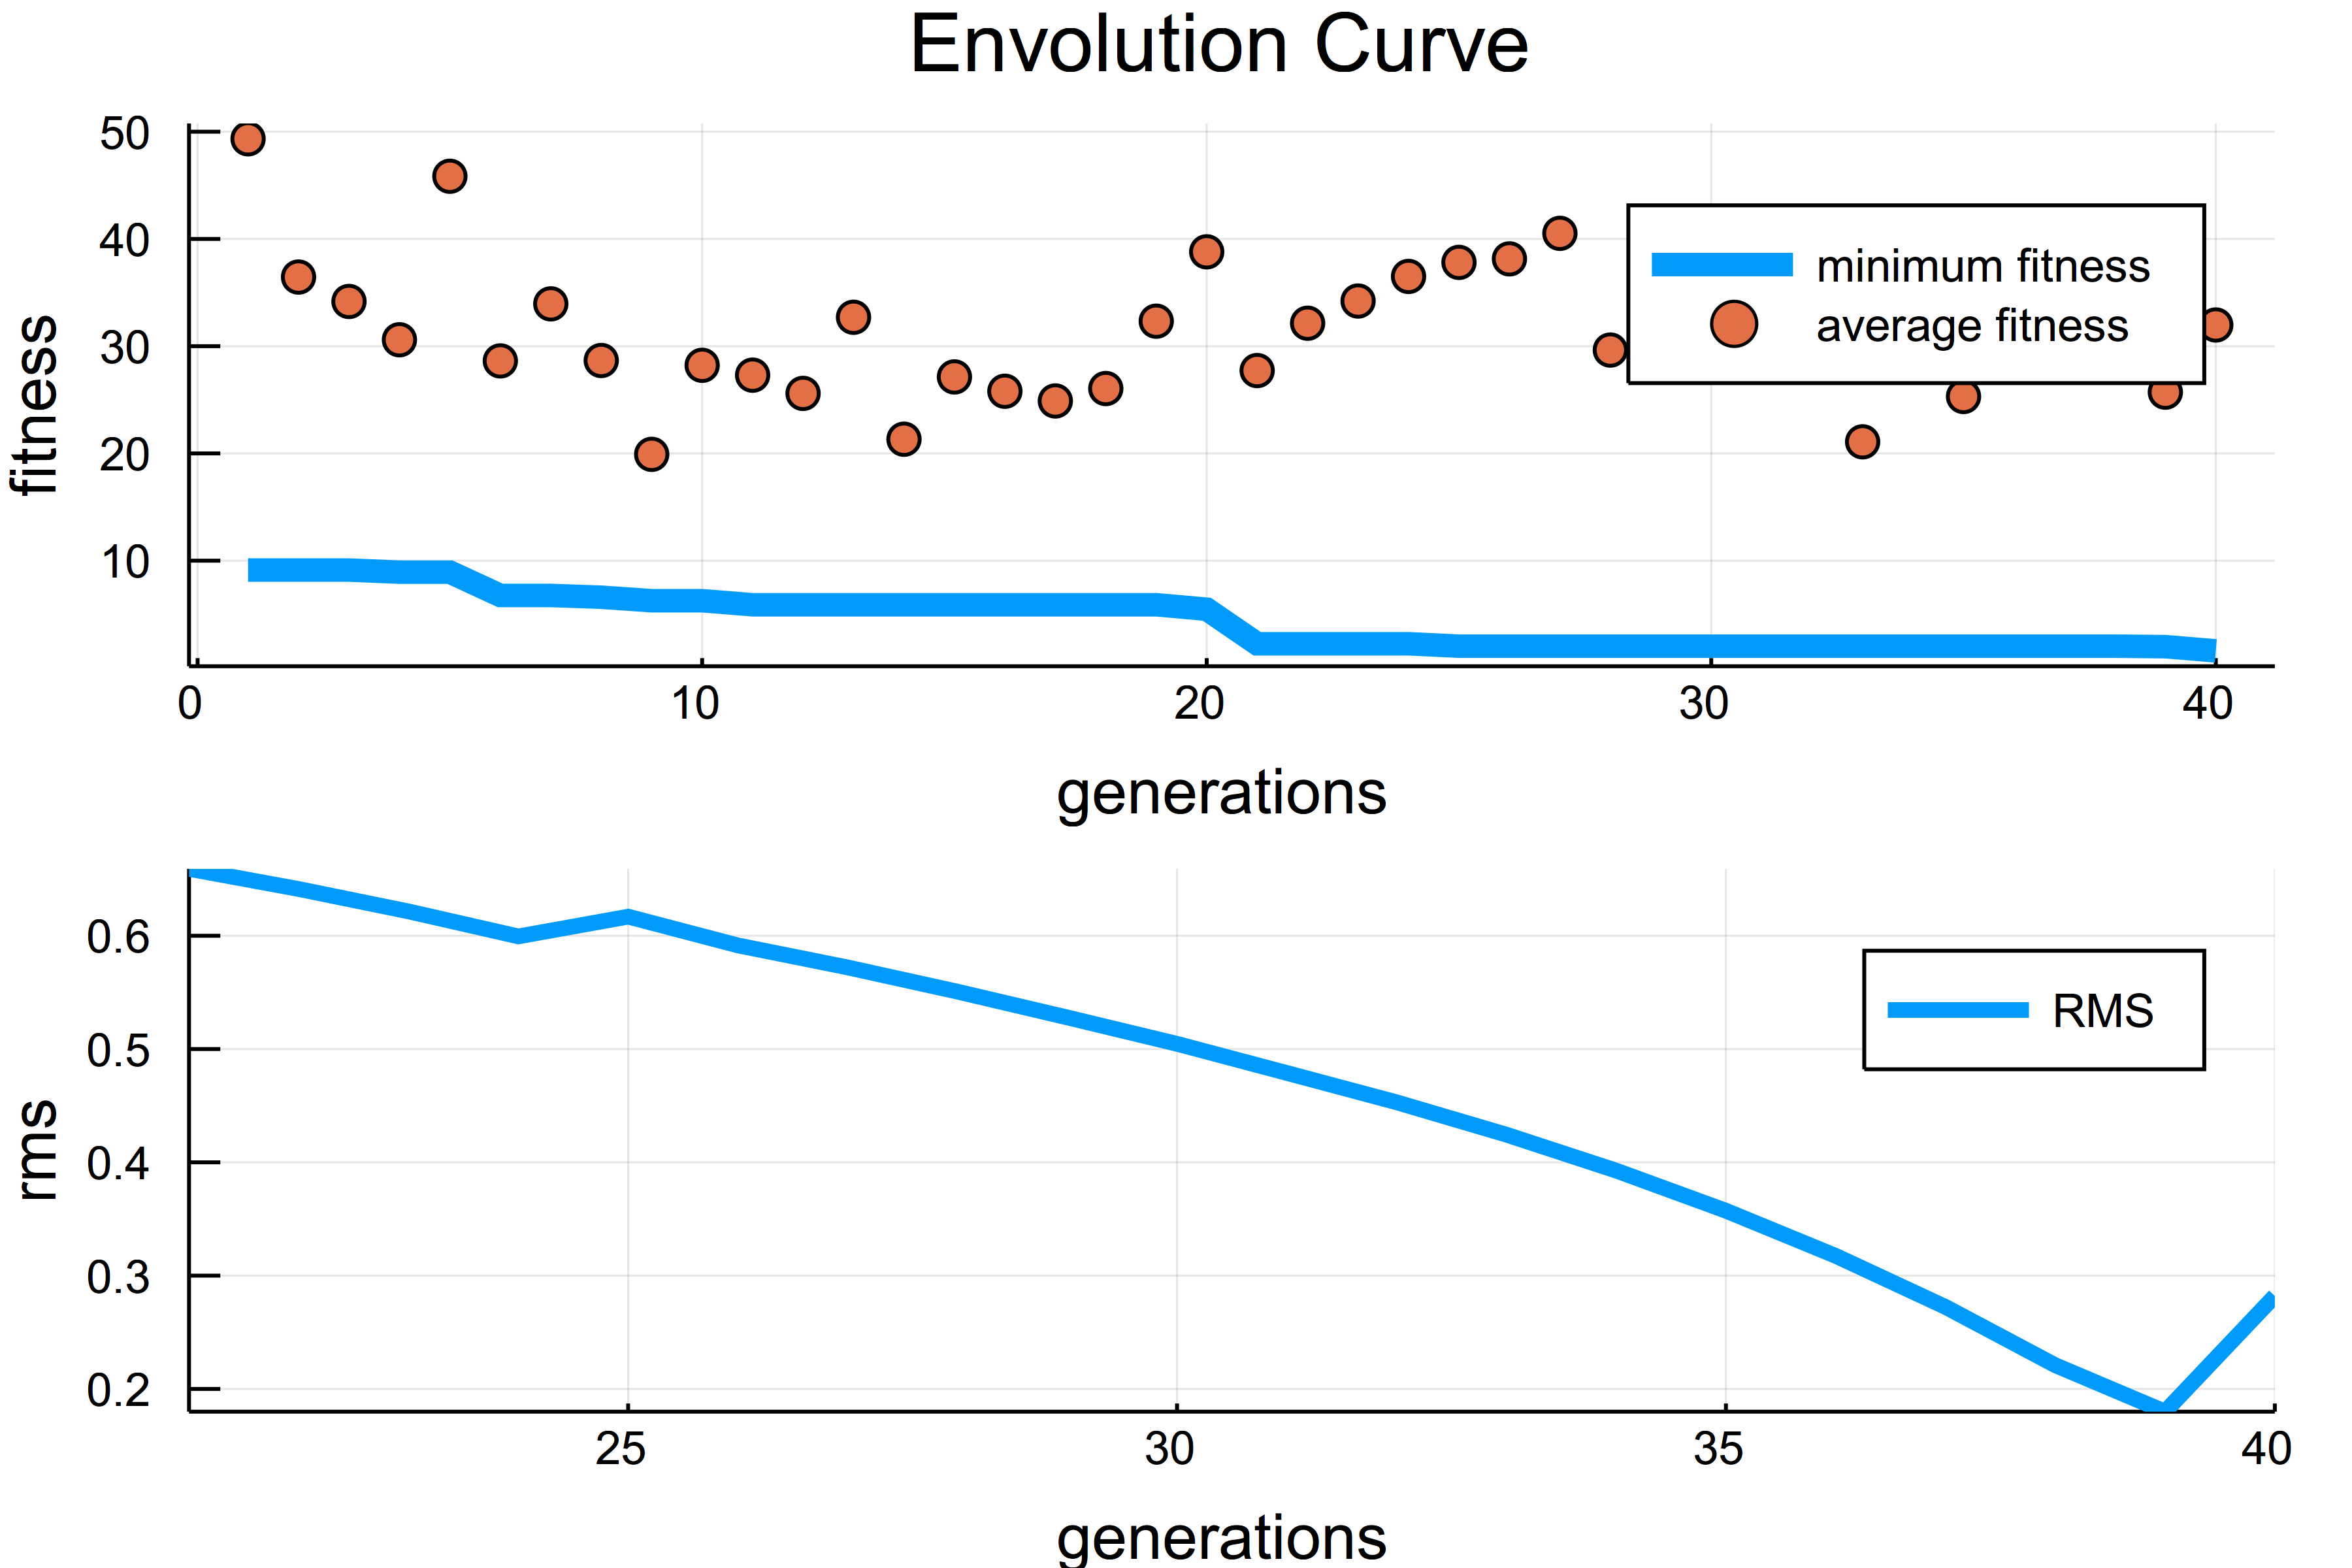 Envolution Curve
50
40
30
20
10
fitness
minimum fitness
average fitness
0 10 20 30 40
generations
0.6
0.5
0.4
0.3
0.2
rms
RMS
25 30 35 40
generations